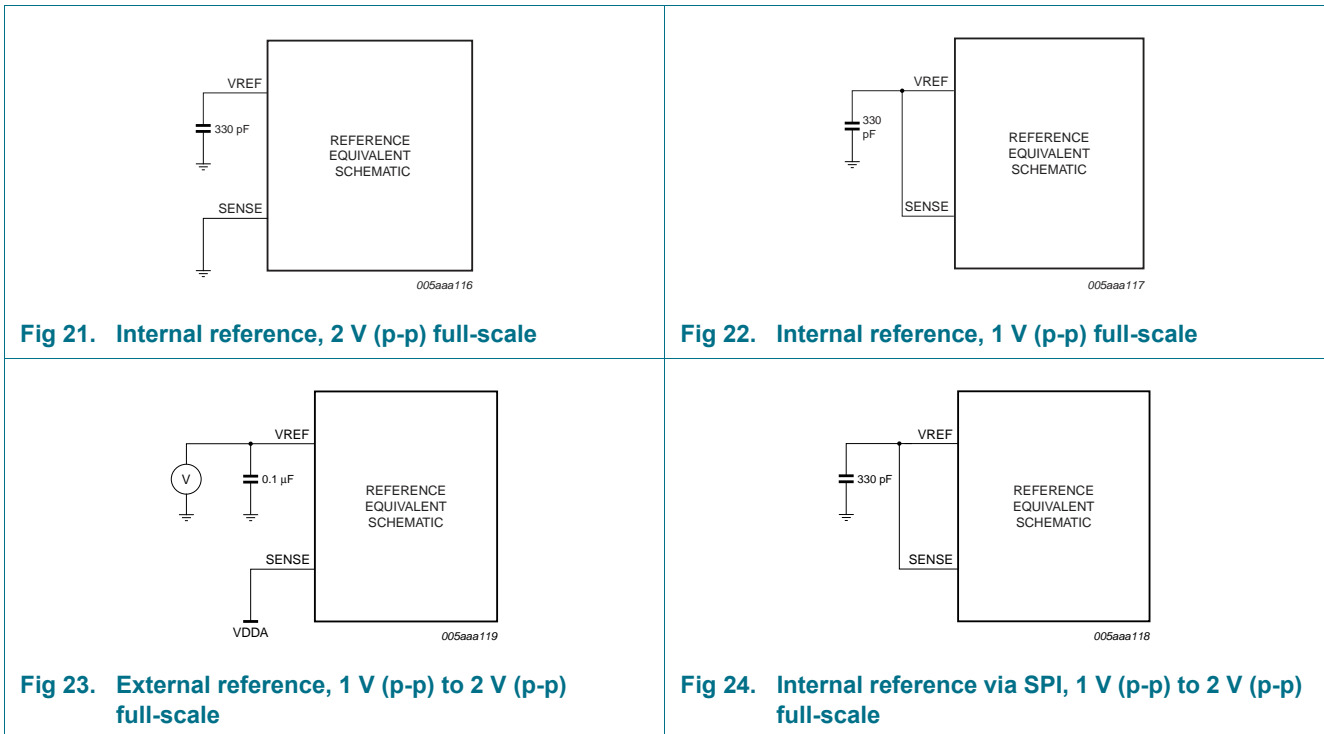 VREF
330 pF
REFERENCE
EQUIVALENT
SCHEMATIC
SENSE
005aaa116
Fig 21. Internal reference, 2 V (p-p) full-scale
VREF
330
pF
REFERENCE
EQUIVALENT
SCHEMATIC
SENSE
005aaa117
Fig 22. Internal reference, 1 V (p-p) full-scale
VREF
V
0.1 μF
REFERENCE
EQUIVALENT
SCHEMATIC
SENSE
VDDA
005aaa119
Fig 23. External reference, 1 V (p-p) to 2 V (p-p)
full-scale
VREF
330 pF
REFERENCE
EQUIVALENT
SCHEMATIC
SENSE
005aaa118
Fig 24. Internal reference via SPI, 1 V (p-p) to 2 V (p-p)
full-scale